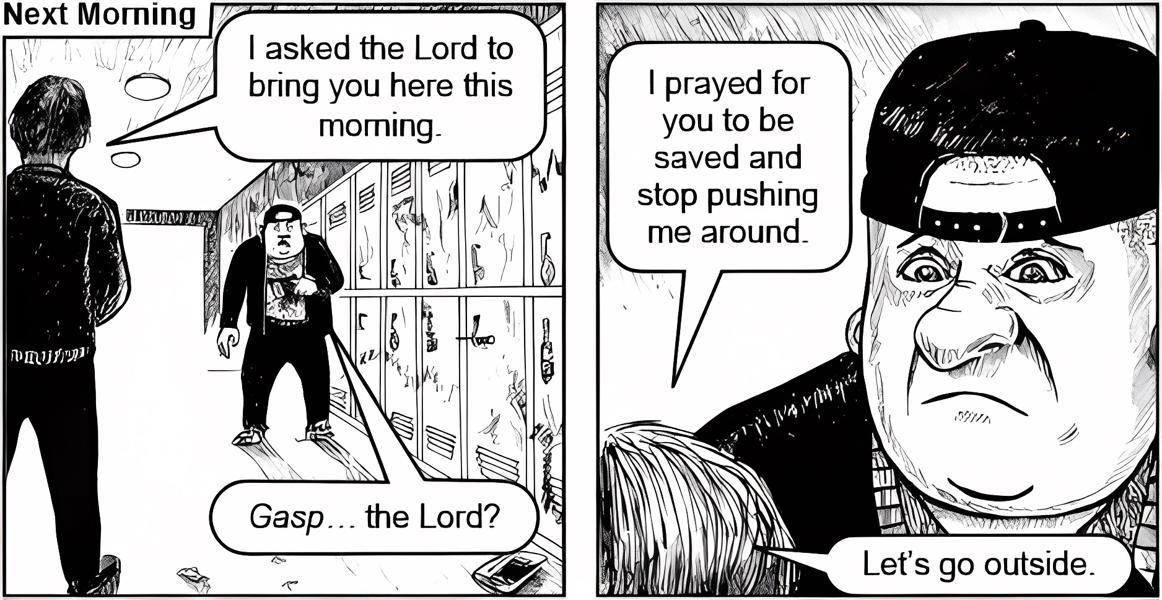 Next Morning
I asked the Lord to
bring you here this
morning.
Gasp... the Lord?
I prayed for
you to be
saved and
stop pushing
me around.
Let's go outside.